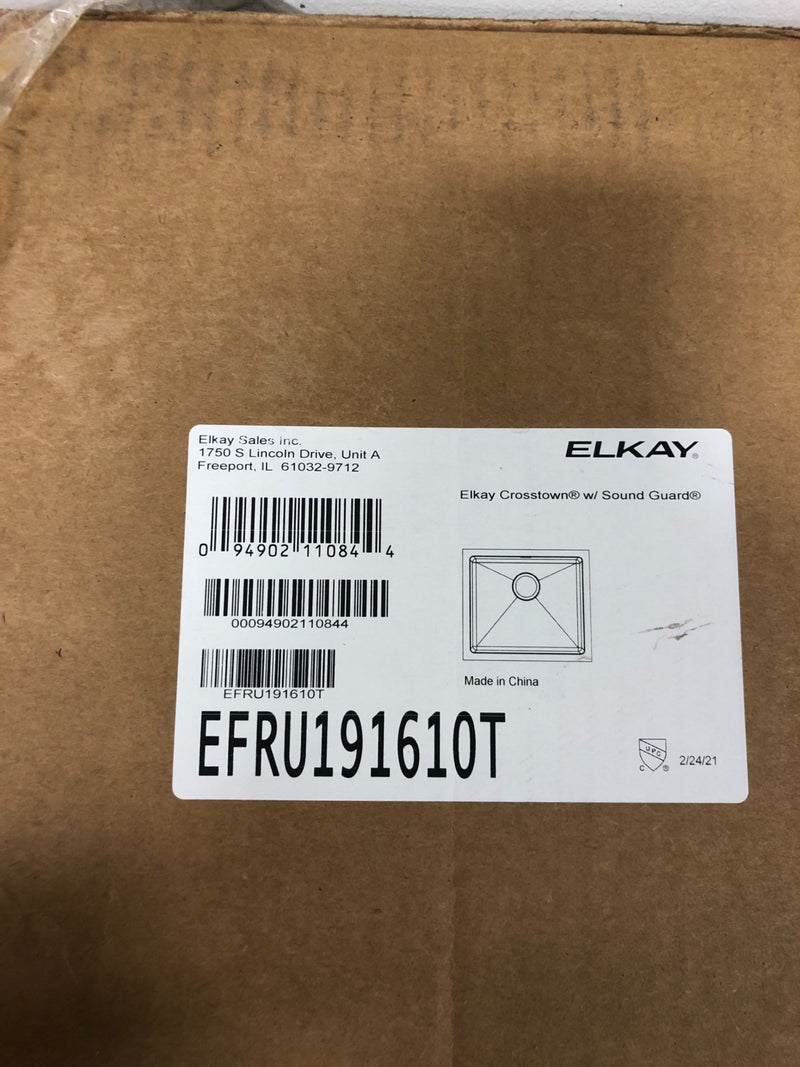 Elkay Sales Inc.
1750 S Lincoln Drive, Unit A
Freeport, IL 61032-9712
ELKAY®
Elkay Crosstown® w/ Sound Guard®
0 94902 11084 4
00094902110844
EFRU191610T
Made in China
EFRU191610T
UPC
C ®
2/24/21